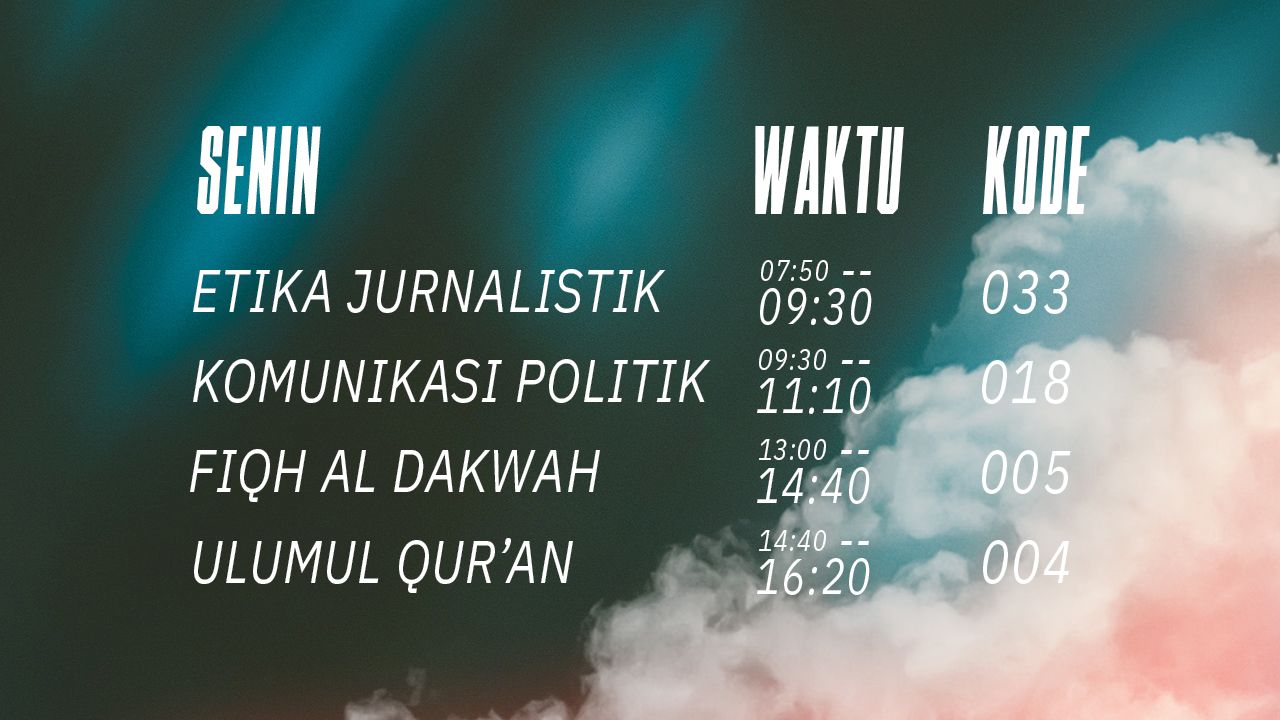 SENIN WAKTU KODE
ETIKA JURNALISTIK 07:50 -- 09:30 033
KOMUNIKASI POLITIK 09:30 -- 11:10 018
FIQH AL DAKWAH 13:00 -- 14:40 005
ULUMUL QUR’AN 14:40 -- 16:20 004